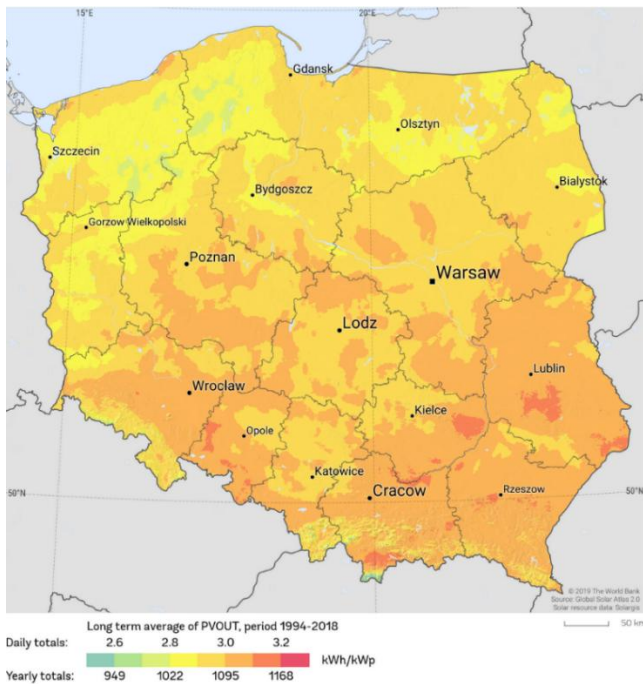 15°E
20°E
Gdansk
Olsztyn
Szczecin
Bialystok
Bydgoszcz
Gorzow Wielkopolski
Poznan
Warsaw
Lodz
Lublin
Wrocław
Kielce
Opole
Katowice
50°N
Cracow
Rzeszow
50°N
© 2019 The World Bank
Source: Global Solar Atlas 2.0
Solar resource data: Solargis
50 km
Long term average of PVOUT, period 1994-2018
Daily totals: 2.6 2.8 3.0 3.2
kWh/kWp
Yearly totals: 949 1022 1095 1168